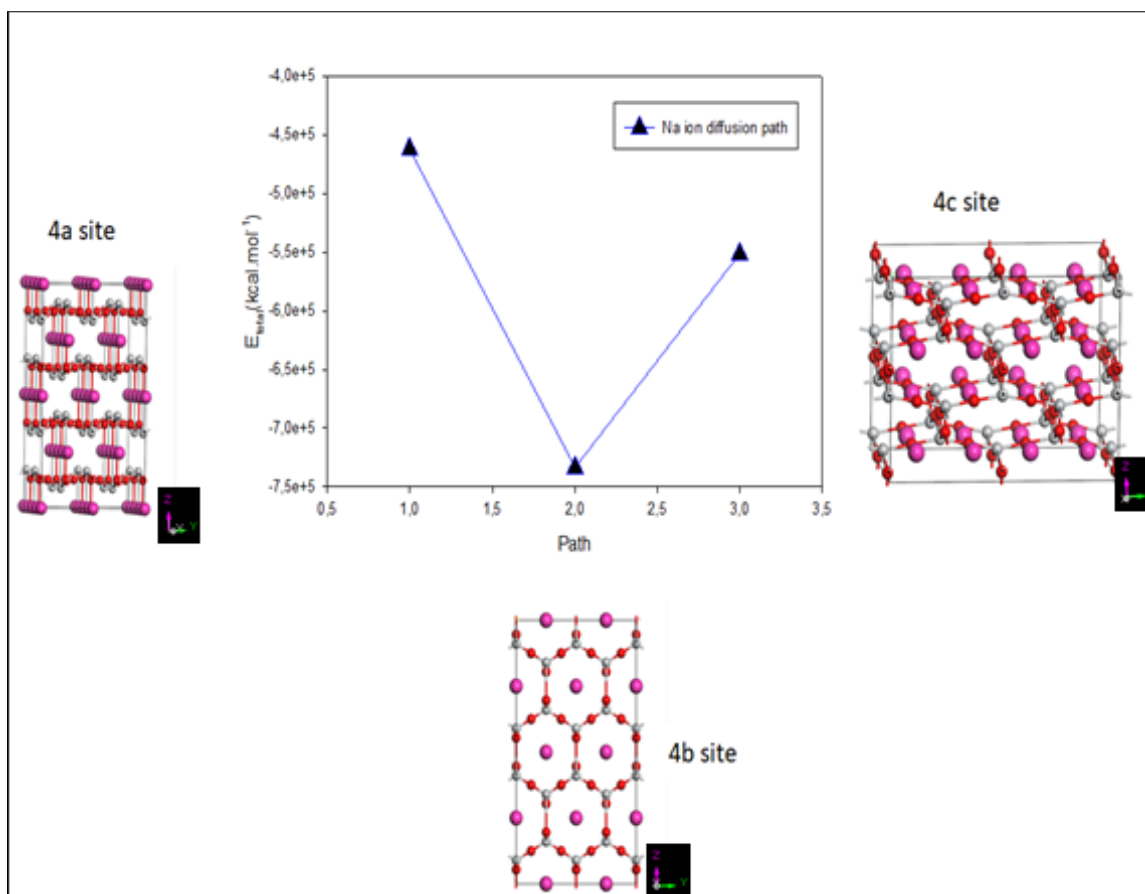 -4,0e+5
-4,5e+5
-5,0e+5
-5,5e+5
-6,0e+5
-6,5e+5
-7,0e+5
-7,5e+5
E total (kcal.mol⁻¹)
Na ion diffusion path
0,5 1,0 1,5 2,0 2,5 3,0 3,5
Path
4a site
4c site
4b site
Z
Y
Z
Z
Y